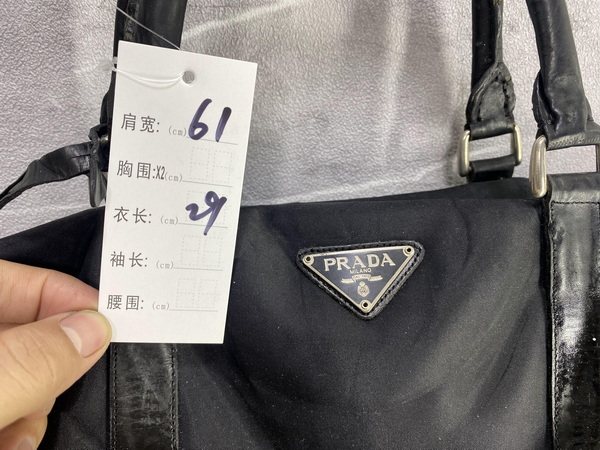 肩宽: (cm) 61
胸围:X2(cm)
衣长: (cm) 29
袖长: (cm)
腰围: (cm)
PRADA
MILANO